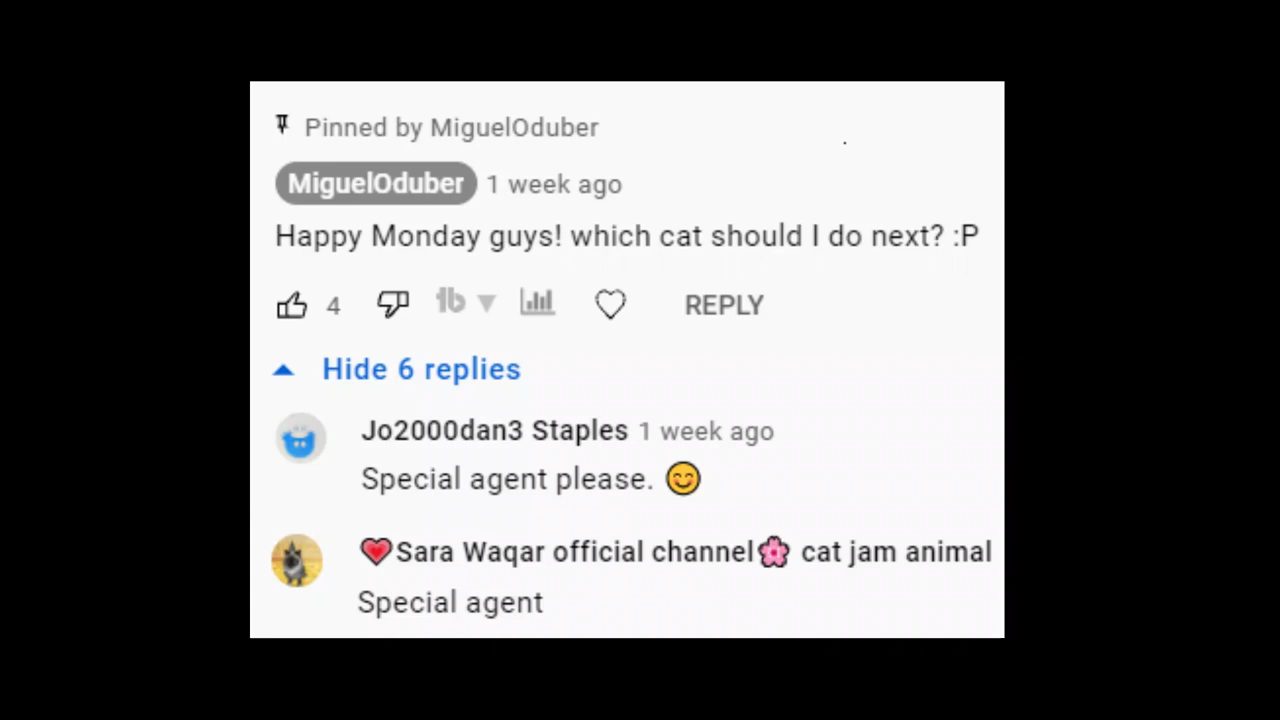 Pinned by MiguelOduber
MiguelOduber 1 week ago
Happy Monday guys! which cat should I do next? :P
4 REPLY
Hide 6 replies
Jo2000dan3 Staples 1 week ago
Special agent please. 😊
❤Sara Waqar official channel🌸 cat jam animal
Special agent